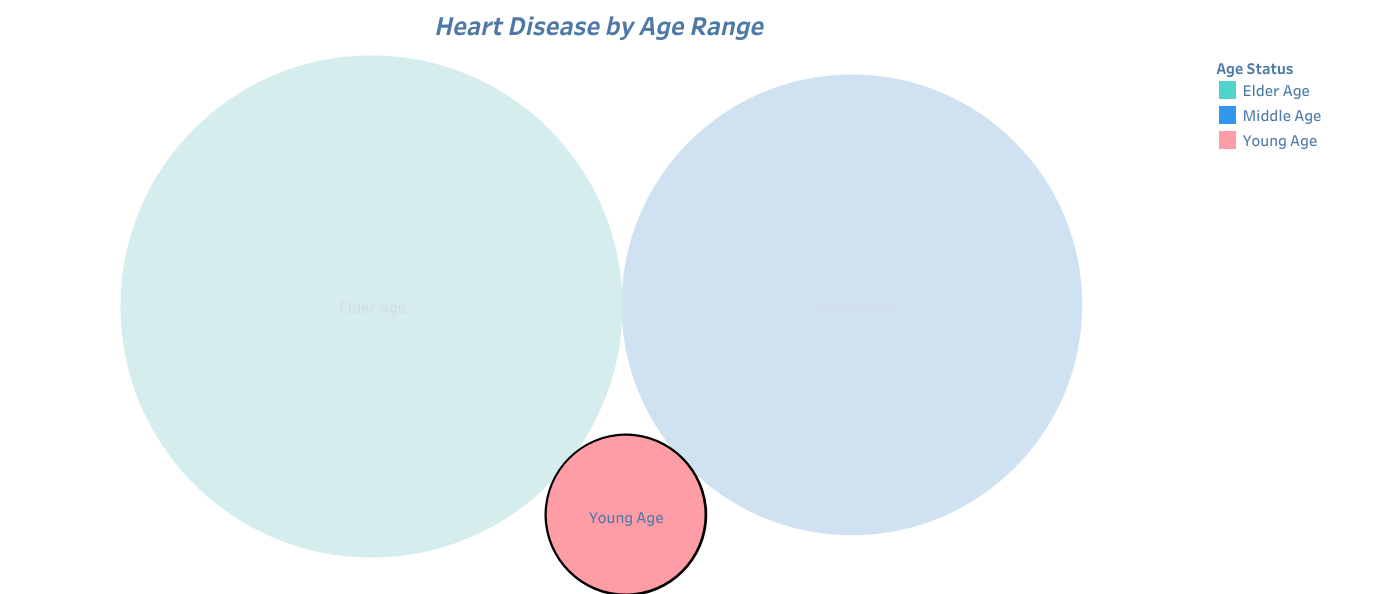 Heart Disease by Age Range
Age Status
Elder Age
Middle Age
Young Age
Elder Age
Young Age